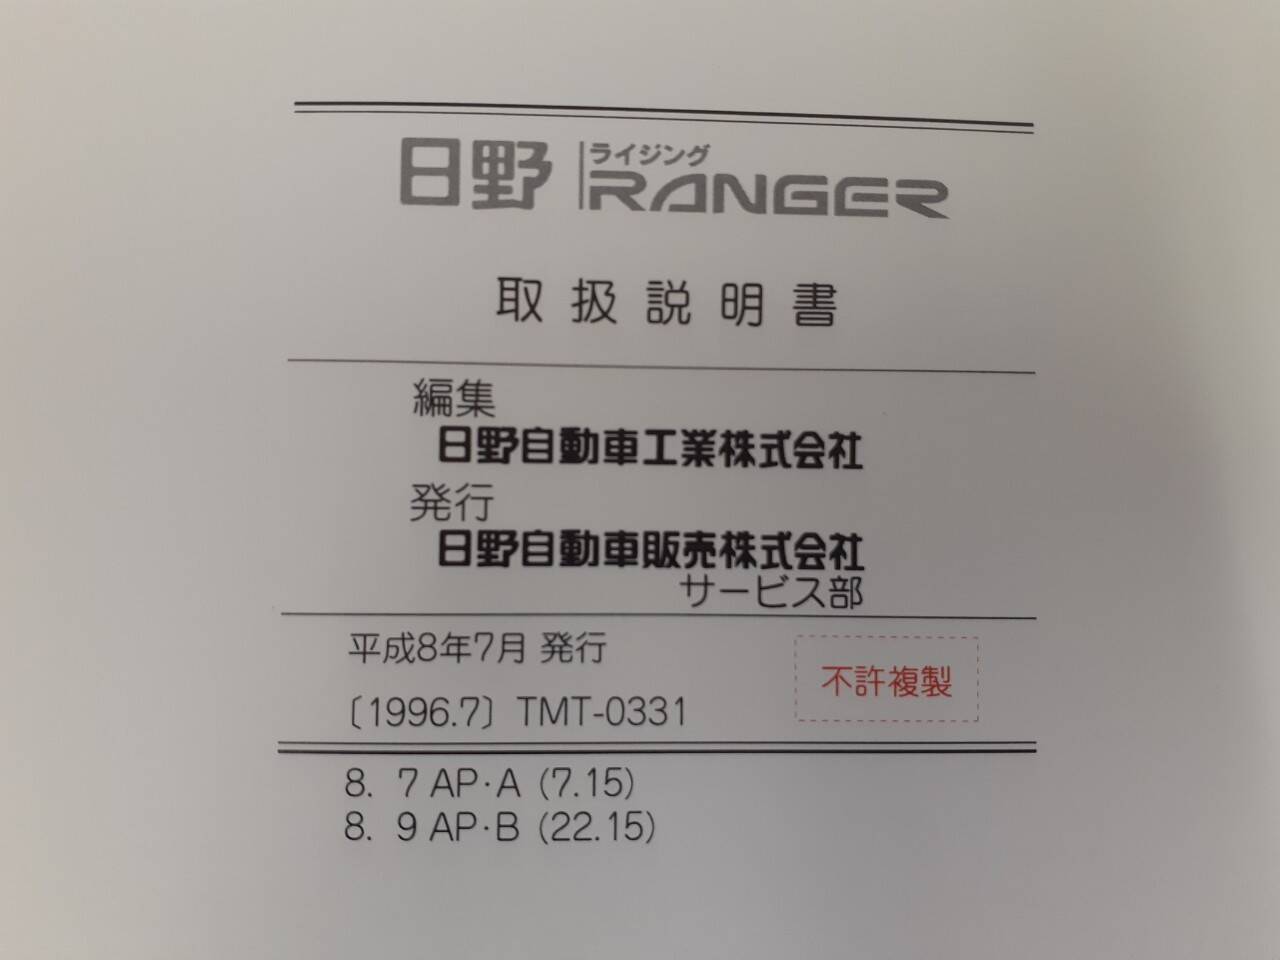 日野 ライジング RANGER
取扱説明書
編集
日野自動車工業株式会社
発行
日野自動車販売株式会社
サービス部
平成8年7月 発行
〔1996.7〕 TMT-0331
不許複製
8. 7 AP·A (7.15)
8. 9 AP·B (22.15)